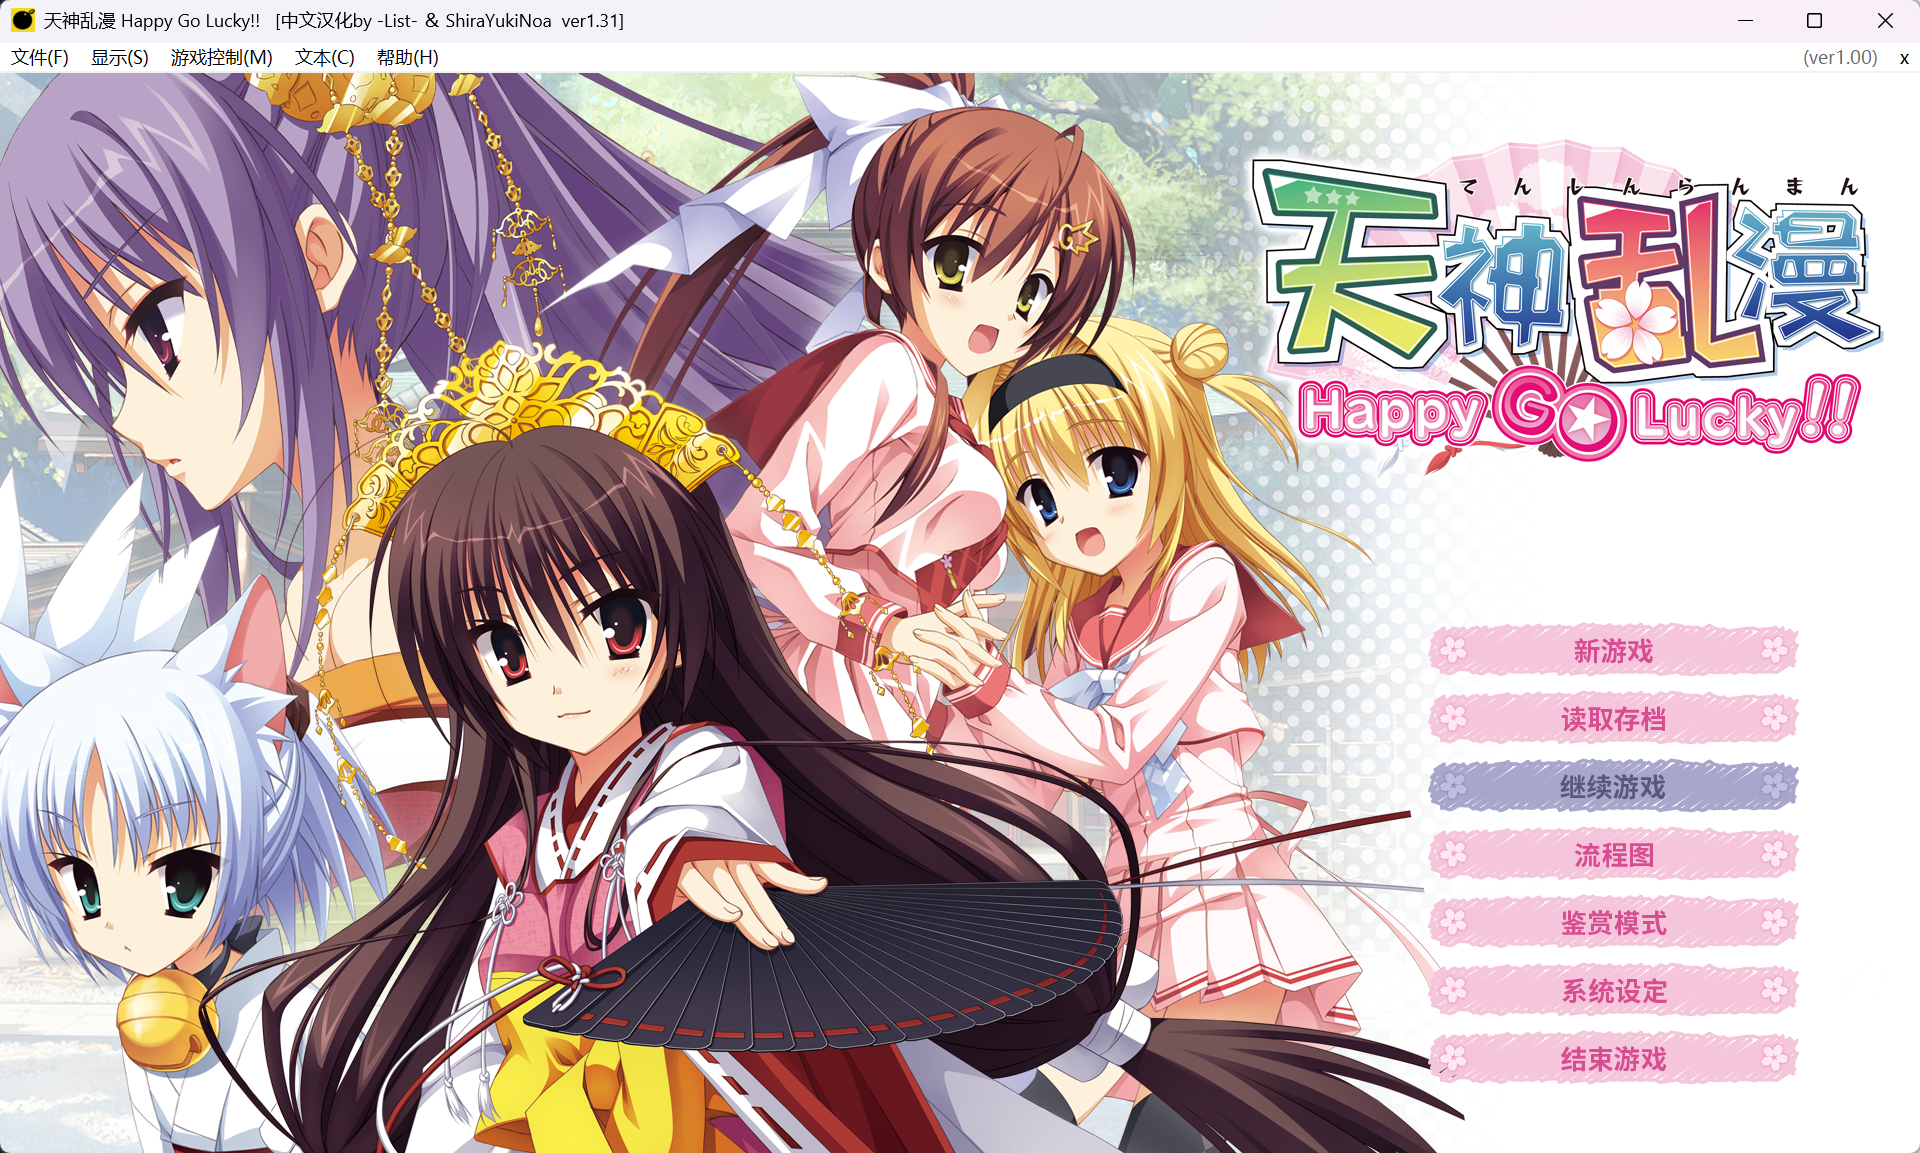 天神乱漫 Happy Go Lucky!! [中文汉化by -List- & ShiraYukiNoa ver1.31]
文件(F) 显示(S) 游戏控制(M) 文本(C) 帮助(H) (ver1.00) x
てんしんらんまん
天神乱漫
Happy Go Lucky!!
新游戏
读取存档
继续游戏
流程图
鉴赏模式
系统设定
结束游戏